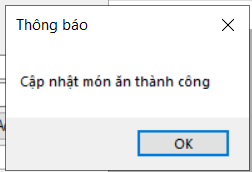 Thông báo
Cập nhật món ăn thành công
OK